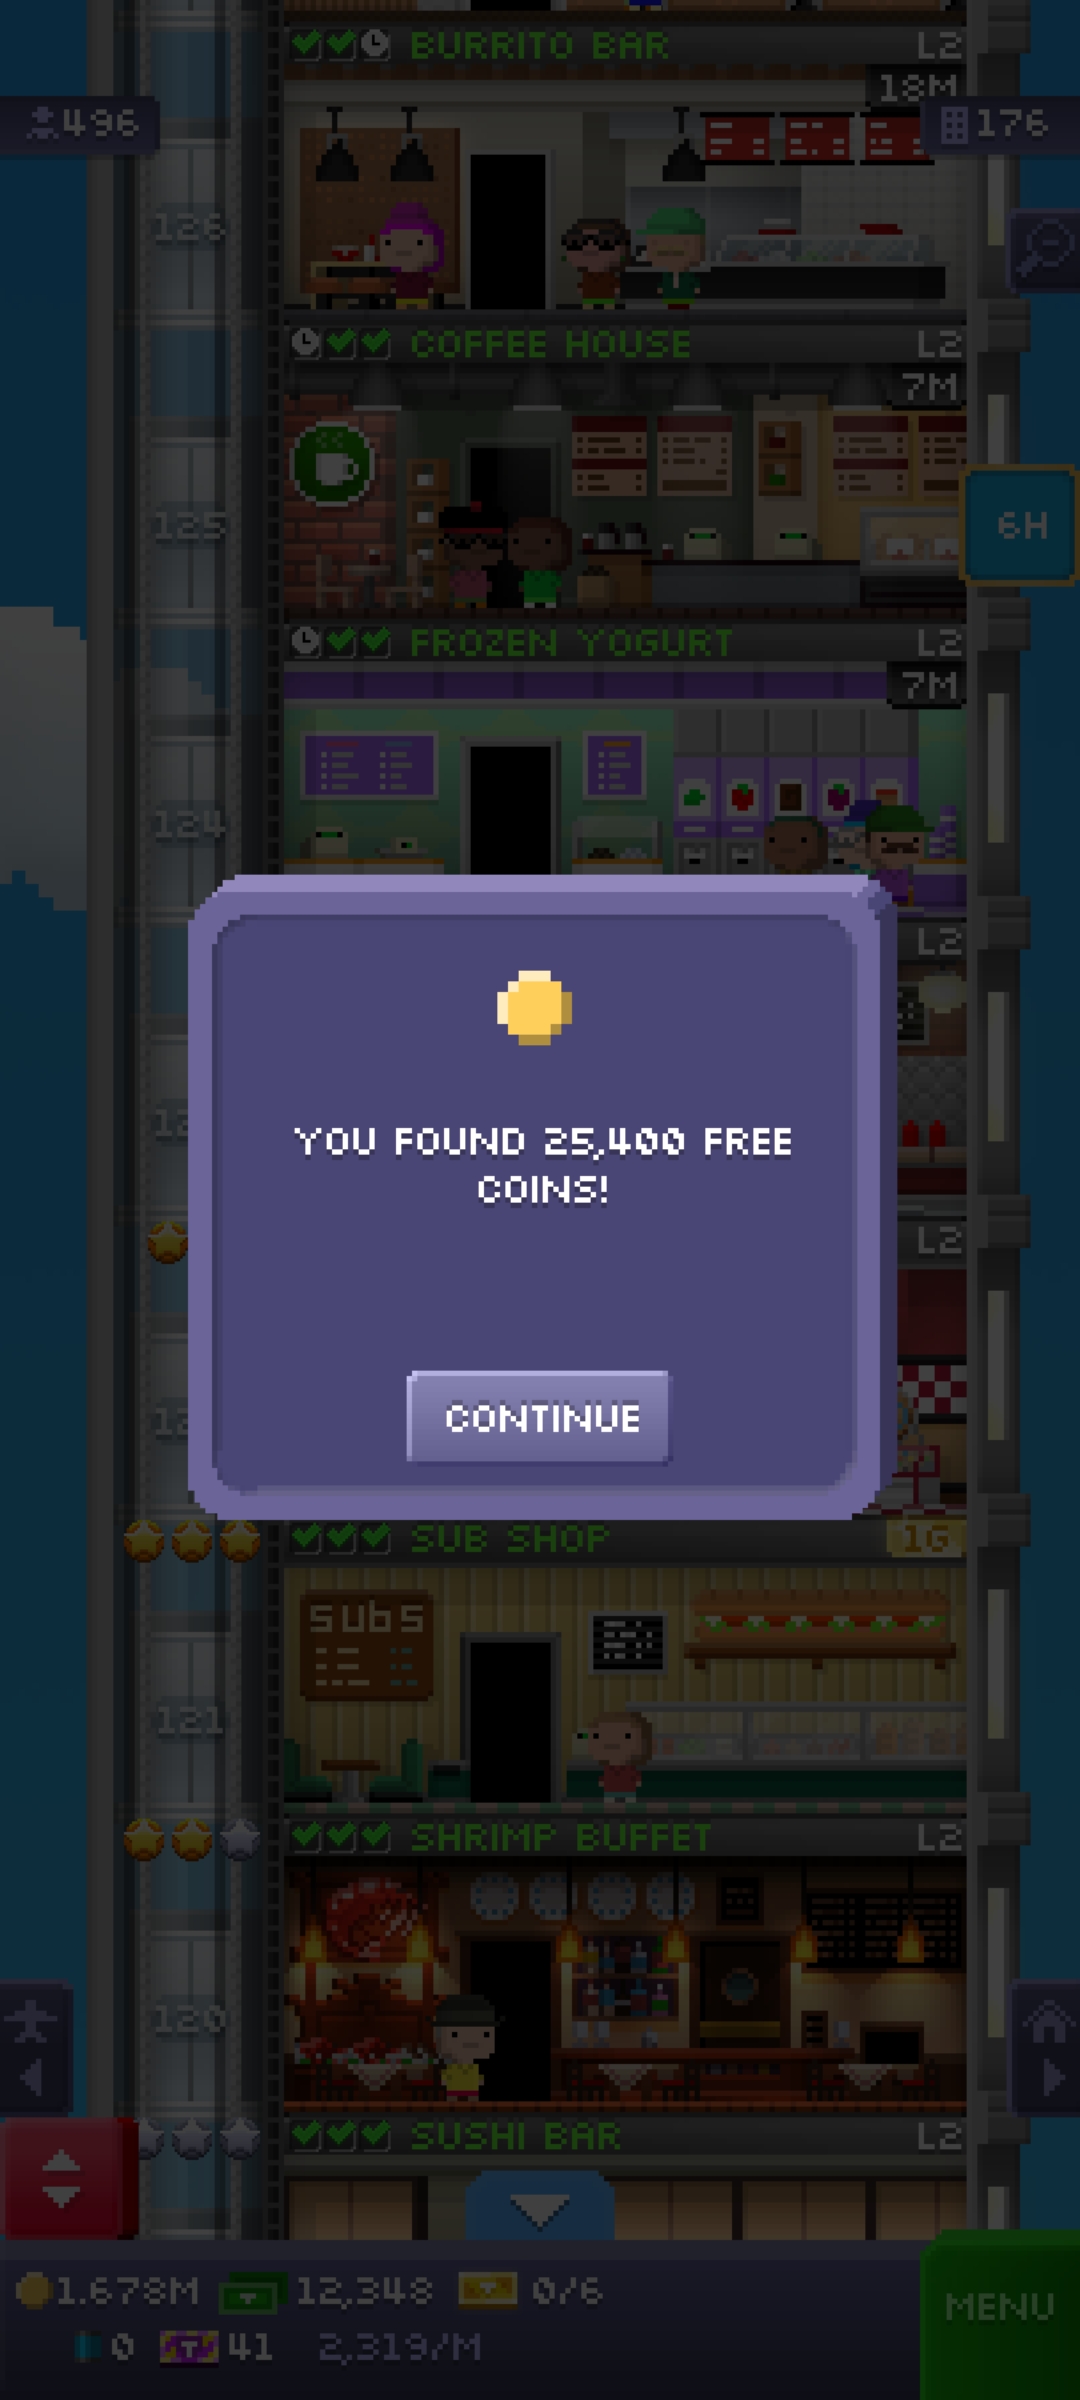 BURRITO BAR L2
18M
496
176
126
COFFEE HOUSE L2
7M
125
6H
FROZEN YOGURT L2
7M
124
L2
YOU FOUND 25,400 FREE
COINS!
L2
CONTINUE
SUB SHOP 1G
subs
121
SHRIMP BUFFET L2
120
SUSHI BAR L2
1.678M 12,348 0/6
MENU
0 41 2,319/M